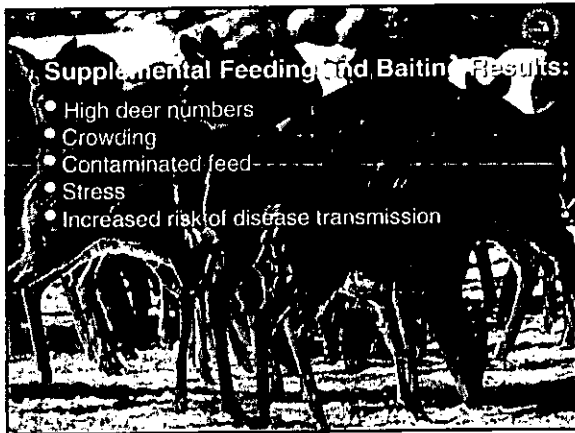 Supplemental Feeding and Baiting Results:
• High deer numbers
• Crowding
• Contaminated feed
• Stress
• Increased risk of disease transmission